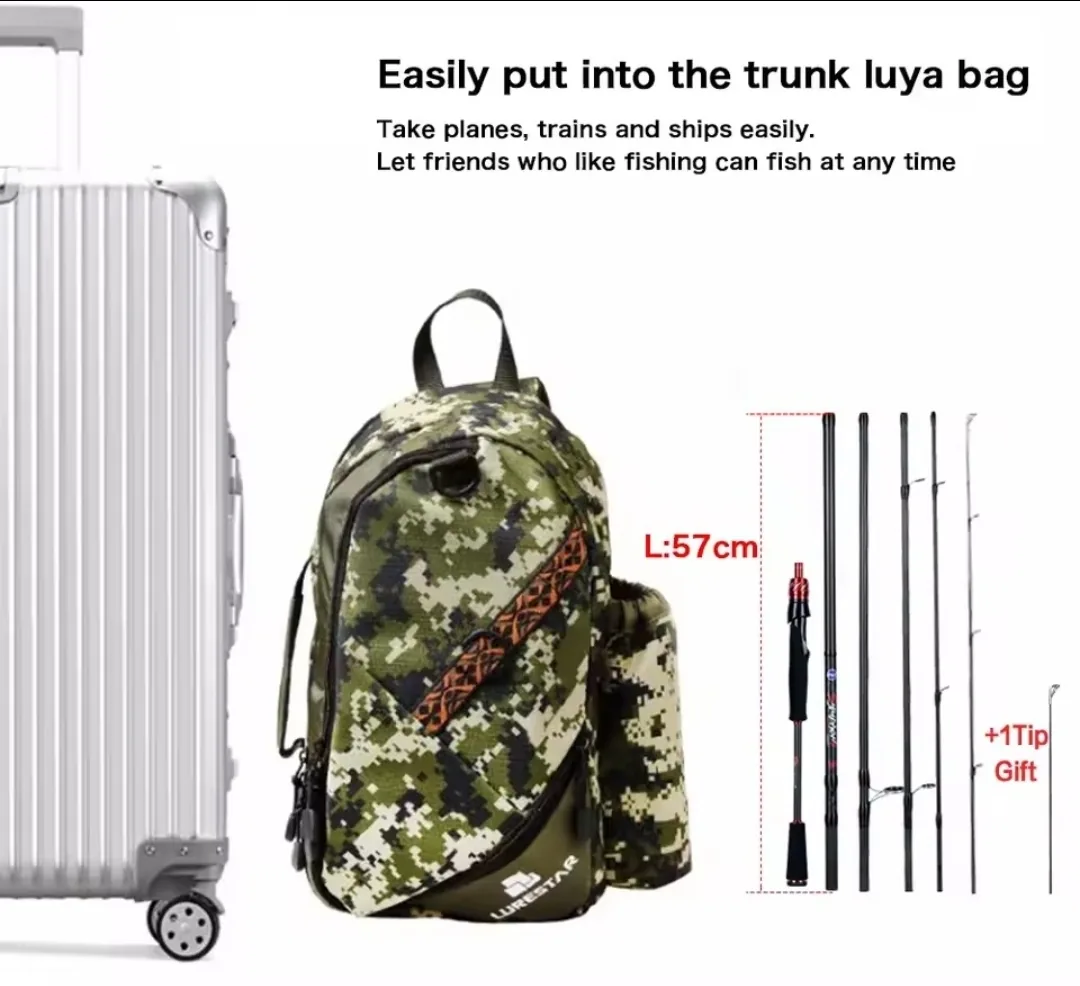 Easily put into the trunk luya bag
Take planes, trains and ships easily.
Let friends who like fishing can fish at any time
L:57cm
+1Tip
Gift
LURESTAR